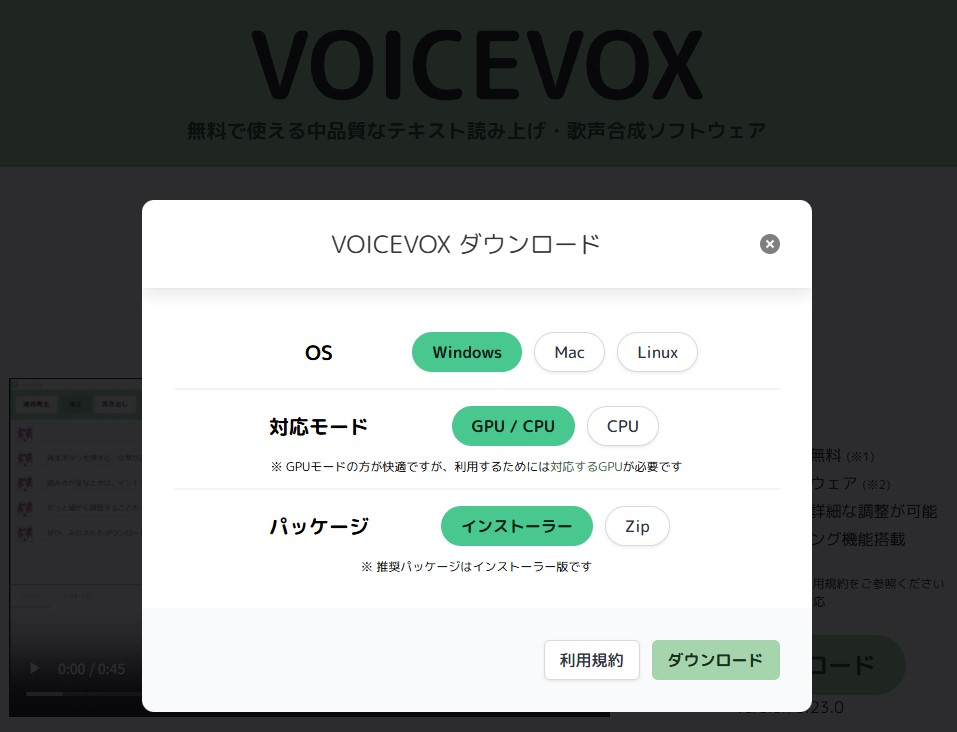 VOICEVOX
無料で使える中品質なテキスト読み上げ・歌声合成ソフトウェア
VOICEVOX ダウンロード
OS
Windows
Mac
Linux
対応モード
GPU / CPU
CPU
※ GPUモードの方が快適ですが、利用するためには対応するGPUが必要です
パッケージ
インストーラー
Zip
※ 推奨パッケージはインストーラー版です
利用規約
ダウンロード
無料 (※1)
ウェア (※2)
詳細な調整が可能
ング機能搭載
用規約をご参照ください
応
ロード
.23.0
0:00 / 0:45